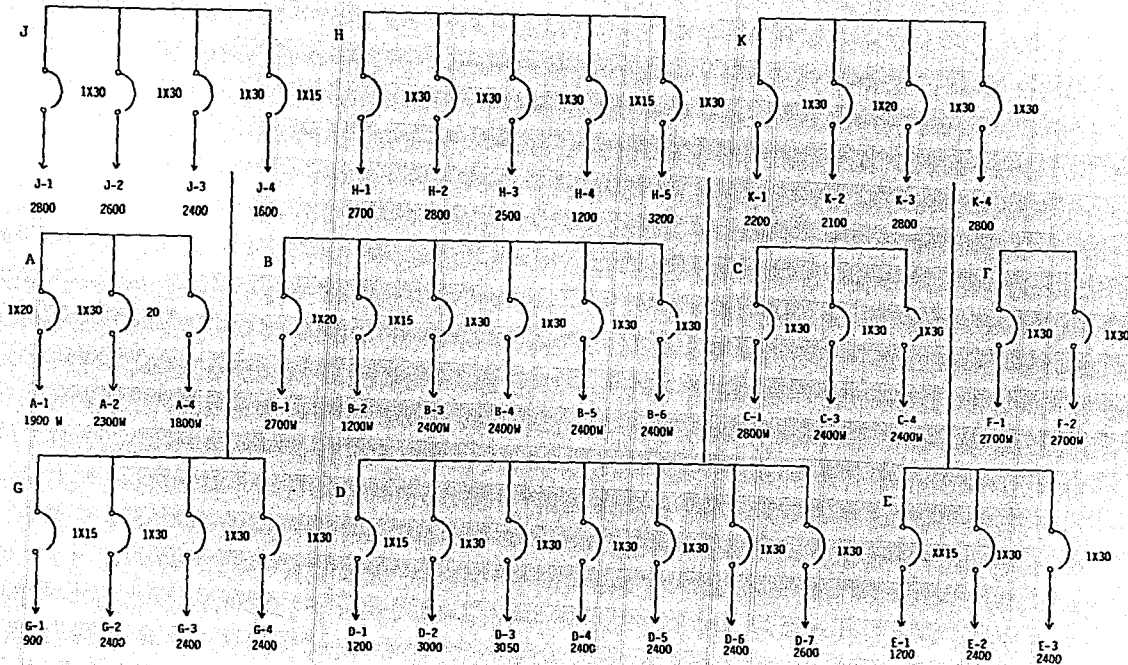 J H K
1X30 1X30 1X30 1X15 1X30 1X30 1X30 1X15 1X30 1X30 1X20 1X30 1X30
J-1 J-2 J-3 J-4 H-1 H-2 H-3 H-4 H-5 K-1 K-2 K-3 K-4
2800 2600 2400 1600 2700 2800 2500 1200 3200 2200 2100 2800 2800
A B C F
1X20 1X30 20 1X20 1X15 1X30 1X30 1X30 1X30 1X30 1X30 1X30 1X30 1X30
A-1 A-2 A-4 B-1 B-2 B-3 B-4 B-5 B-6 C-1 C-3 C-4 F-1 F-2
1900 W 2300W 1800W 2700W 1200W 2400W 2400W 2400W 2400W 2800W 2400W 2400W 2700W 2700W
G D E
1X15 1X30 1X30 1X30 1X15 1X30 1X30 1X30 1X30 1X30 1X30 XX15 1X30 1X30
G-1 G-2 G-3 G-4 D-1 D-2 D-3 D-4 D-5 D-6 D-7 E-1 E-2 E-3
900 2400 2400 2400 1200 3000 3050 2400 2400 2400 2400 1200 2400 2400